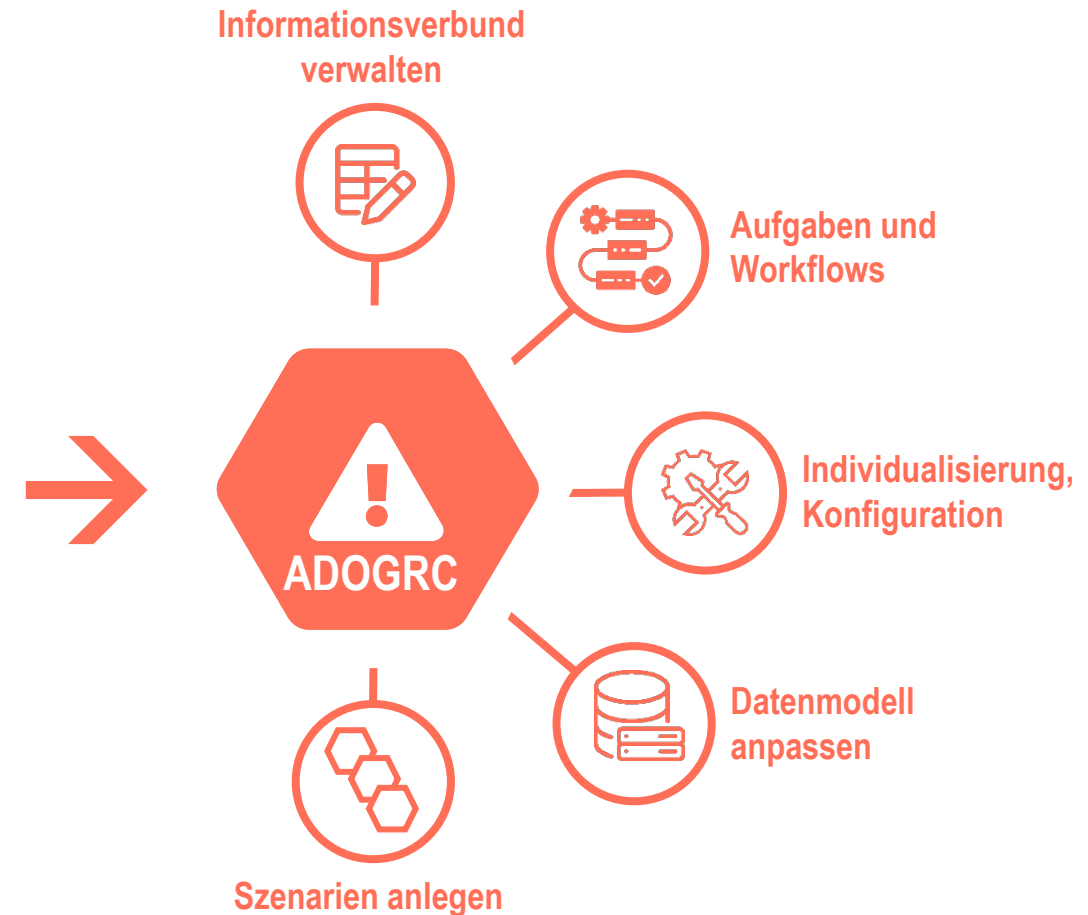 Informationsverbund
verwalten
Aufgaben und
Workflows
Individualisierung,
Konfiguration
ADOGRC
Datenmodell
anpassen
Szenarien anlegen